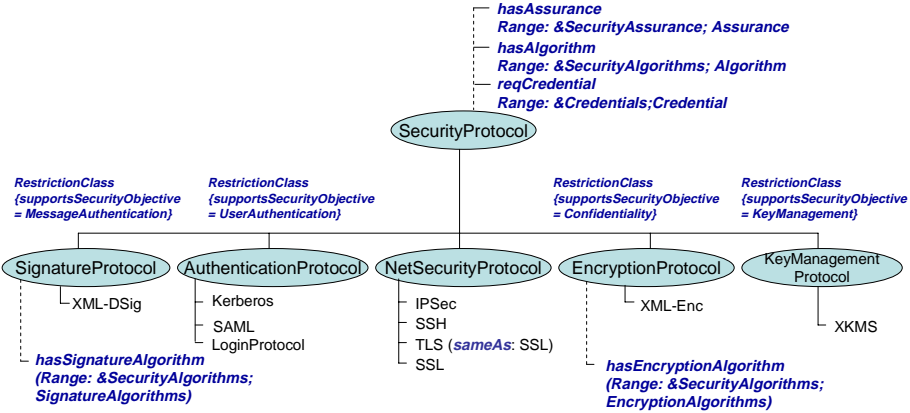 hasAssurance
Range: &SecurityAssurance; Assurance
hasAlgorithm
Range: &SecurityAlgorithms; Algorithm
reqCredential
Range: &Credentials;Credential
SecurityProtocol
RestrictionClass
{supportsSecurityObjective
= MessageAuthentication}
RestrictionClass
{supportsSecurityObjective
= UserAuthentication}
RestrictionClass
{supportsSecurityObjective
= Confidentiality}
RestrictionClass
{supportsSecurityObjective
= KeyManagement}
SignatureProtocol
AuthenticationProtocol
NetSecurityProtocol
EncryptionProtocol
KeyManagement
Protocol
XML-DSig
Kerberos
SAML
LoginProtocol
IPSec
SSH
TLS (sameAs: SSL)
SSL
XML-Enc
XKMS
hasSignatureAlgorithm
(Range: &SecurityAlgorithms;
SignatureAlgorithms)
hasEncryptionAlgorithm
(Range: &SecurityAlgorithms;
EncryptionAlgorithms)